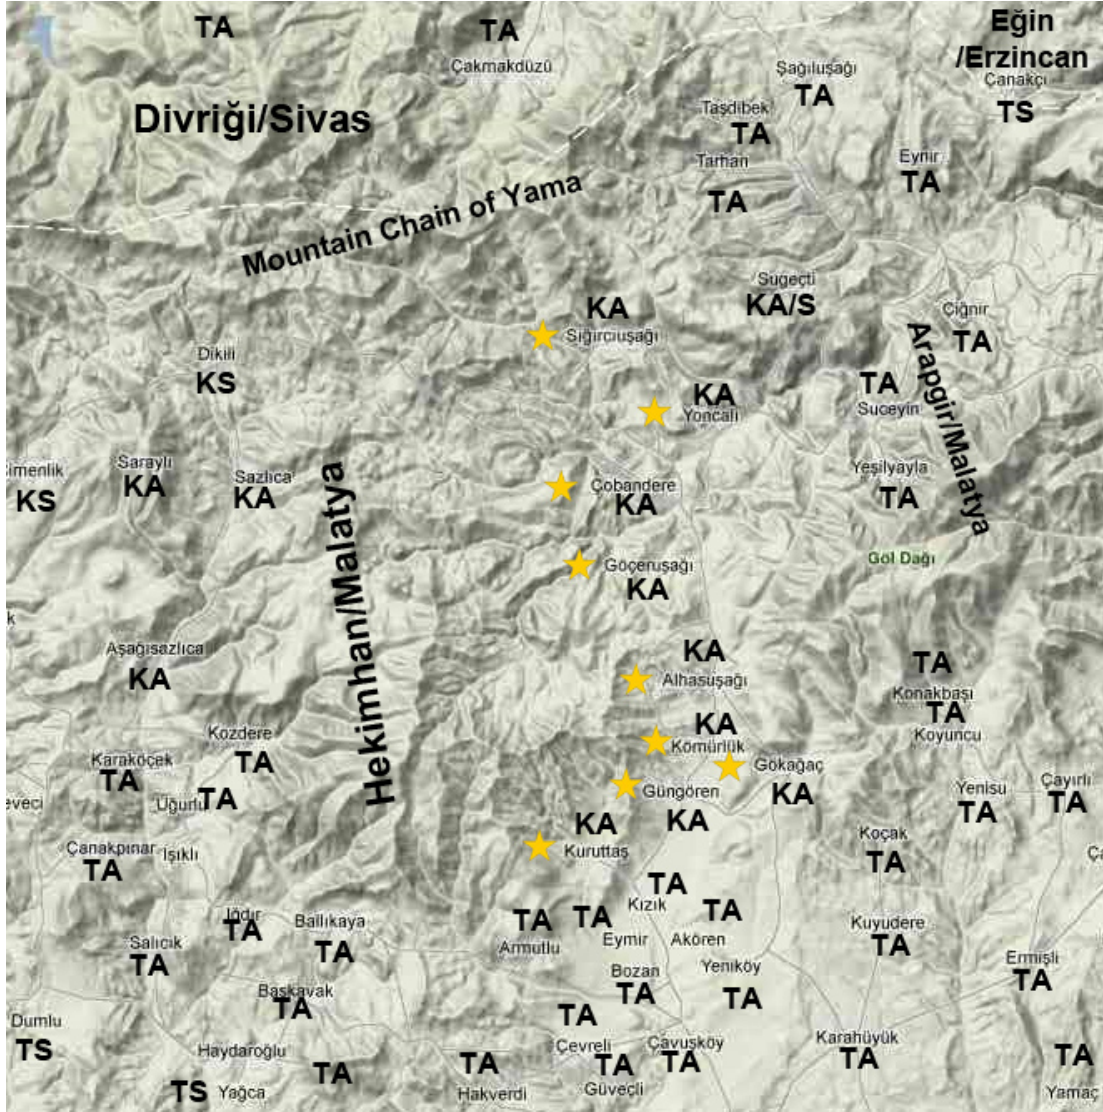 TA
TA
Çakmakdüzü
Eğin
/Erzincan
Çanakçı
TS
Şağıluşağı
TA
Divriği/Sivas
Taşdibek
TA
Tarhan
TA
Eynir
TA
Mountain Chain of Yama
Sugeçti
KA/S
KA
Sığırcıuşağı
Çiğnir
TA
Arapgir/Malatya
Dikili
KS
TA
Suceyin
KA
Yoncalı
Saraylı
KA
Sazlıca
KA
imenlik
KS
Hekimhan/Malatya
Çobandere
KA
Yeşilyayla
TA
Göl Dağı
Göçeruşağı
KA
k
Aşağısazlıca
KA
KA
Alhasuşağı
TA
Konakbaşı
TA
Koyuncu
KA
Kömürlük
Kozdere
TA
Karaköçek
TA
Gökağaç
KA
Güngören
KA
Yenisu
TA
Çayırlı
TA
eveci
Uğurlu
TA
KA
Kuruttaş
Koçak
TA
Çanakpınar
TA
Işıklı
Ça
TA
Kızık
Iğdır
TA
Ballıkaya
TA
TA
Armutlu
TA
Eymir
TA
Akören
Kuyudere
TA
Salıcık
TA
Bozan
TA
Yeniköy
TA
Ermişli
TA
Başkavak
TA
TA
Çevreli
Dumlu
TS
Haydaroğlu
TA
TS
Yağca
TA
Hakverdi
TA
Güveçli
Çavuşköy
TA
Karahüyük
TA
TA
Yamaç